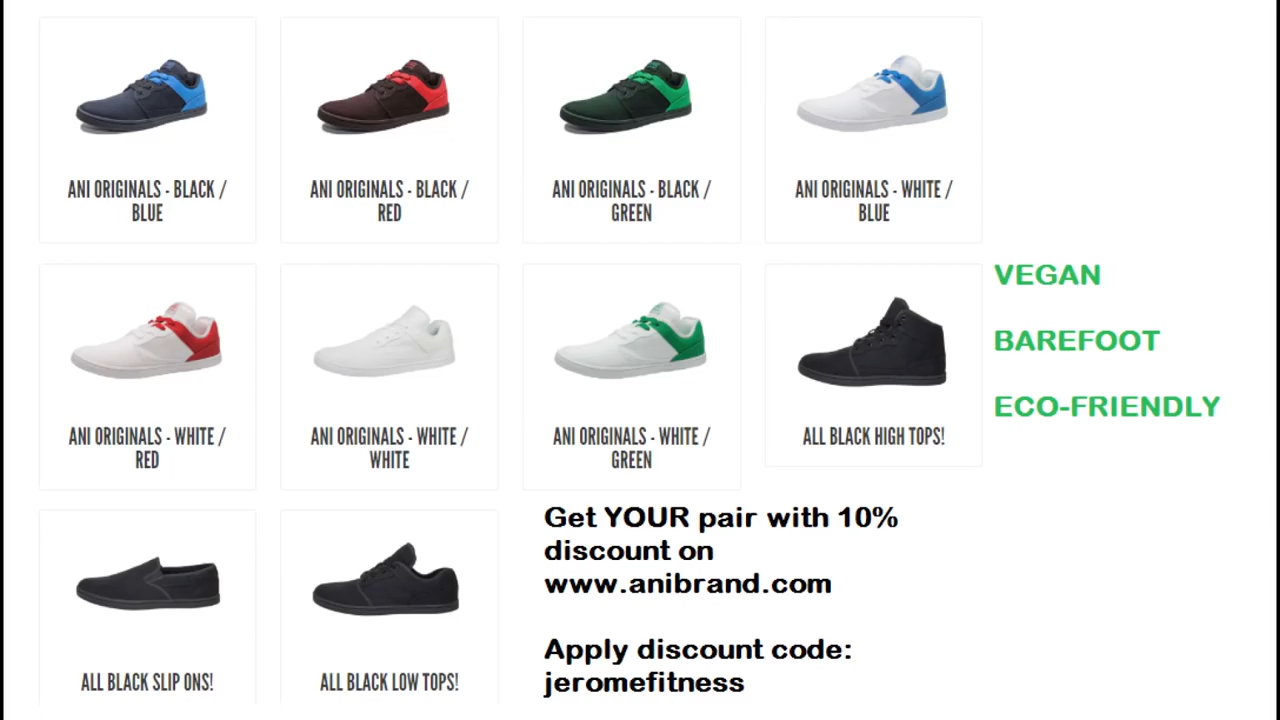 ANI ORIGINALS - BLACK /
BLUE
ANI ORIGINALS - BLACK /
RED
ANI ORIGINALS - BLACK /
GREEN
ANI ORIGINALS - WHITE /
BLUE
ANI ORIGINALS - WHITE /
RED
ANI ORIGINALS - WHITE /
WHITE
ANI ORIGINALS - WHITE /
GREEN
ALL BLACK HIGH TOPS!
VEGAN
BAREFOOT
ECO-FRIENDLY
ALL BLACK SLIP ONS!
ALL BLACK LOW TOPS!
Get YOUR pair with 10%
discount on
www.anibrand.com
Apply discount code:
jeromefitness